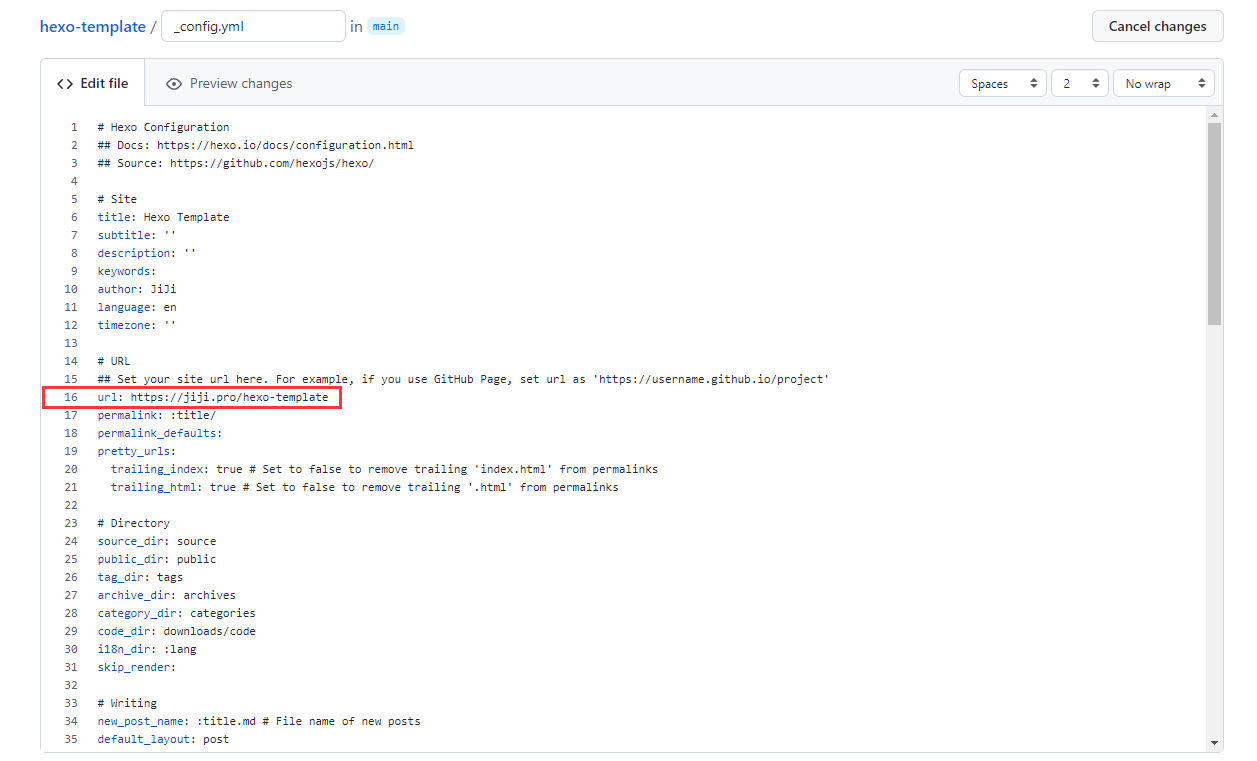 hexo-template / _config.yml in main Cancel changes
<> Edit file Preview changes Spaces 2 No wrap
1 # Hexo Configuration
2 ## Docs: https://hexo.io/docs/configuration.html
3 ## Source: https://github.com/hexojs/hexo/
4
5 # Site
6 title: Hexo Template
7 subtitle: ''
8 description: ''
9 keywords:
10 author: JiJi
11 language: en
12 timezone: ''
13
14 # URL
15 ## Set your site url here. For example, if you use GitHub Page, set url as 'https://username.github.io/project'
16 url: https://jiji.pro/hexo-template
17 permalink: :title/
18 permalink_defaults:
19 pretty_urls:
20   trailing_index: true # Set to false to remove trailing 'index.html' from permalinks
21   trailing_html: true # Set to false to remove trailing '.html' from permalinks
22
23 # Directory
24 source_dir: source
25 public_dir: public
26 tag_dir: tags
27 archive_dir: archives
28 category_dir: categories
29 code_dir: downloads/code
30 i18n_dir: :lang
31 skip_render:
32
33 # Writing
34 new_post_name: :title.md # File name of new posts
35 default_layout: post